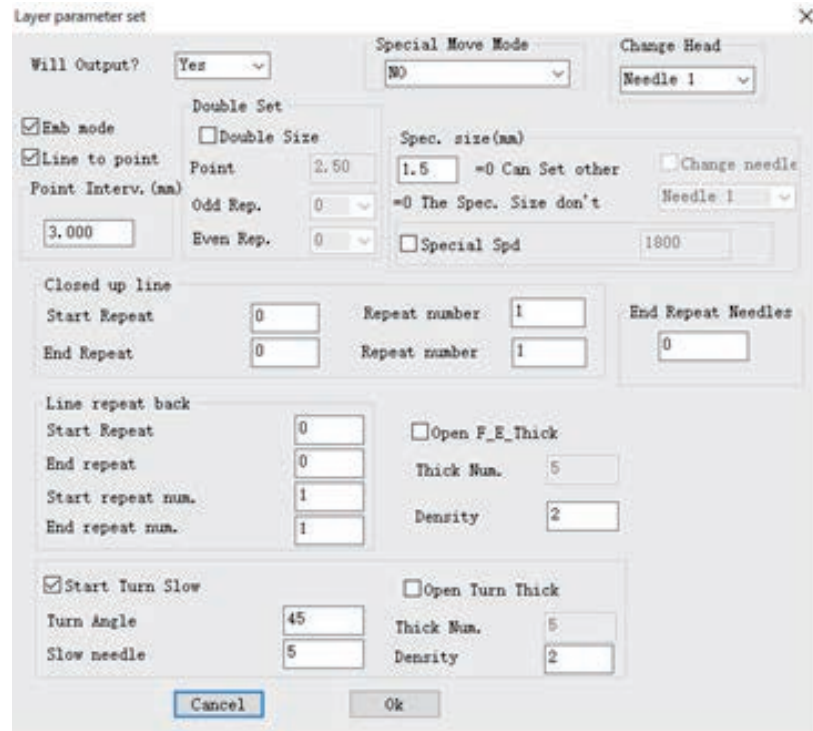 Layer parameter set
Will Output? Yes
Special Move Mode
NO
Change Head
Needle 1
Emb mode
Line to point
Point Interv. (mm)
3.000
Double Set
Double Size
Point 2.50
Odd Rep. 0
Even Rep. 0
Spec. size(mm)
1.5 =0 Can Set other
Change needle
=0 The Spec. Size don't
Needle 1
Special Spd 1800
Closed up line
Start Repeat 0 Repeat number 1
End Repeat 0 Repeat number 1
End Repeat Needles
0
Line repeat back
Start Repeat 0
End repeat 0
Start repeat num. 1
End repeat num. 1
Open F_E_Thick
Thick Num. 5
Density 2
Start Turn Slow
Turn Angle 45
Slow needle 5
Open Turn Thick
Thick Num. 5
Density 2
Cancel Ok